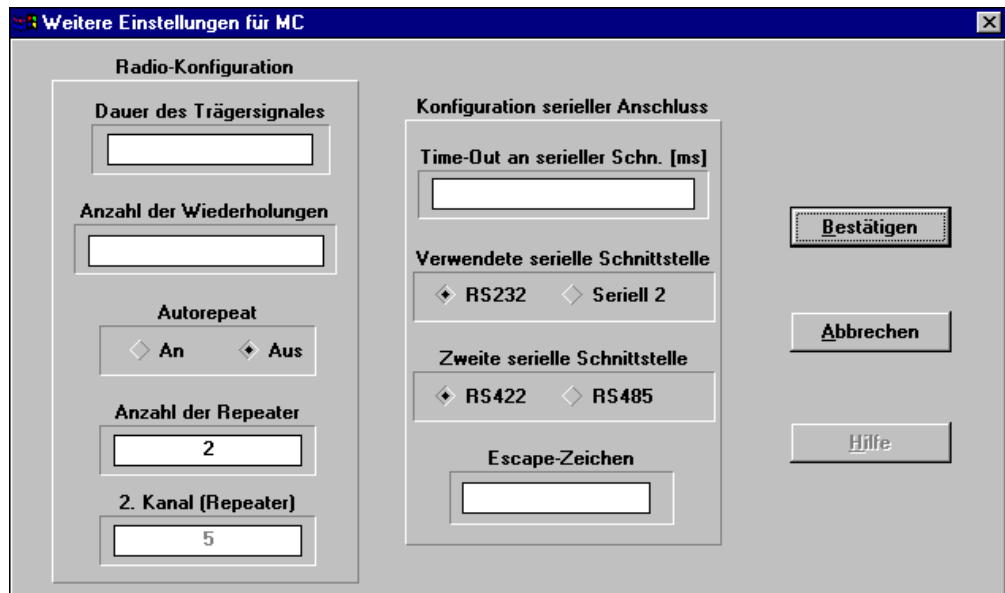 Weitere Einstellungen für MC
Radio-Konfiguration
Dauer des Trägersignales
Anzahl der Wiederholungen
Autorepeat
An Aus
Anzahl der Repeater
2
2. Kanal (Repeater)
5
Konfiguration serieller Anschluss
Time-Out an serieller Schn. [ms]
Verwendete serielle Schnittstelle
RS232 Seriell 2
Zweite serielle Schnittstelle
RS422 RS485
Escape-Zeichen
Bestätigen
Abbrechen
Hilfe